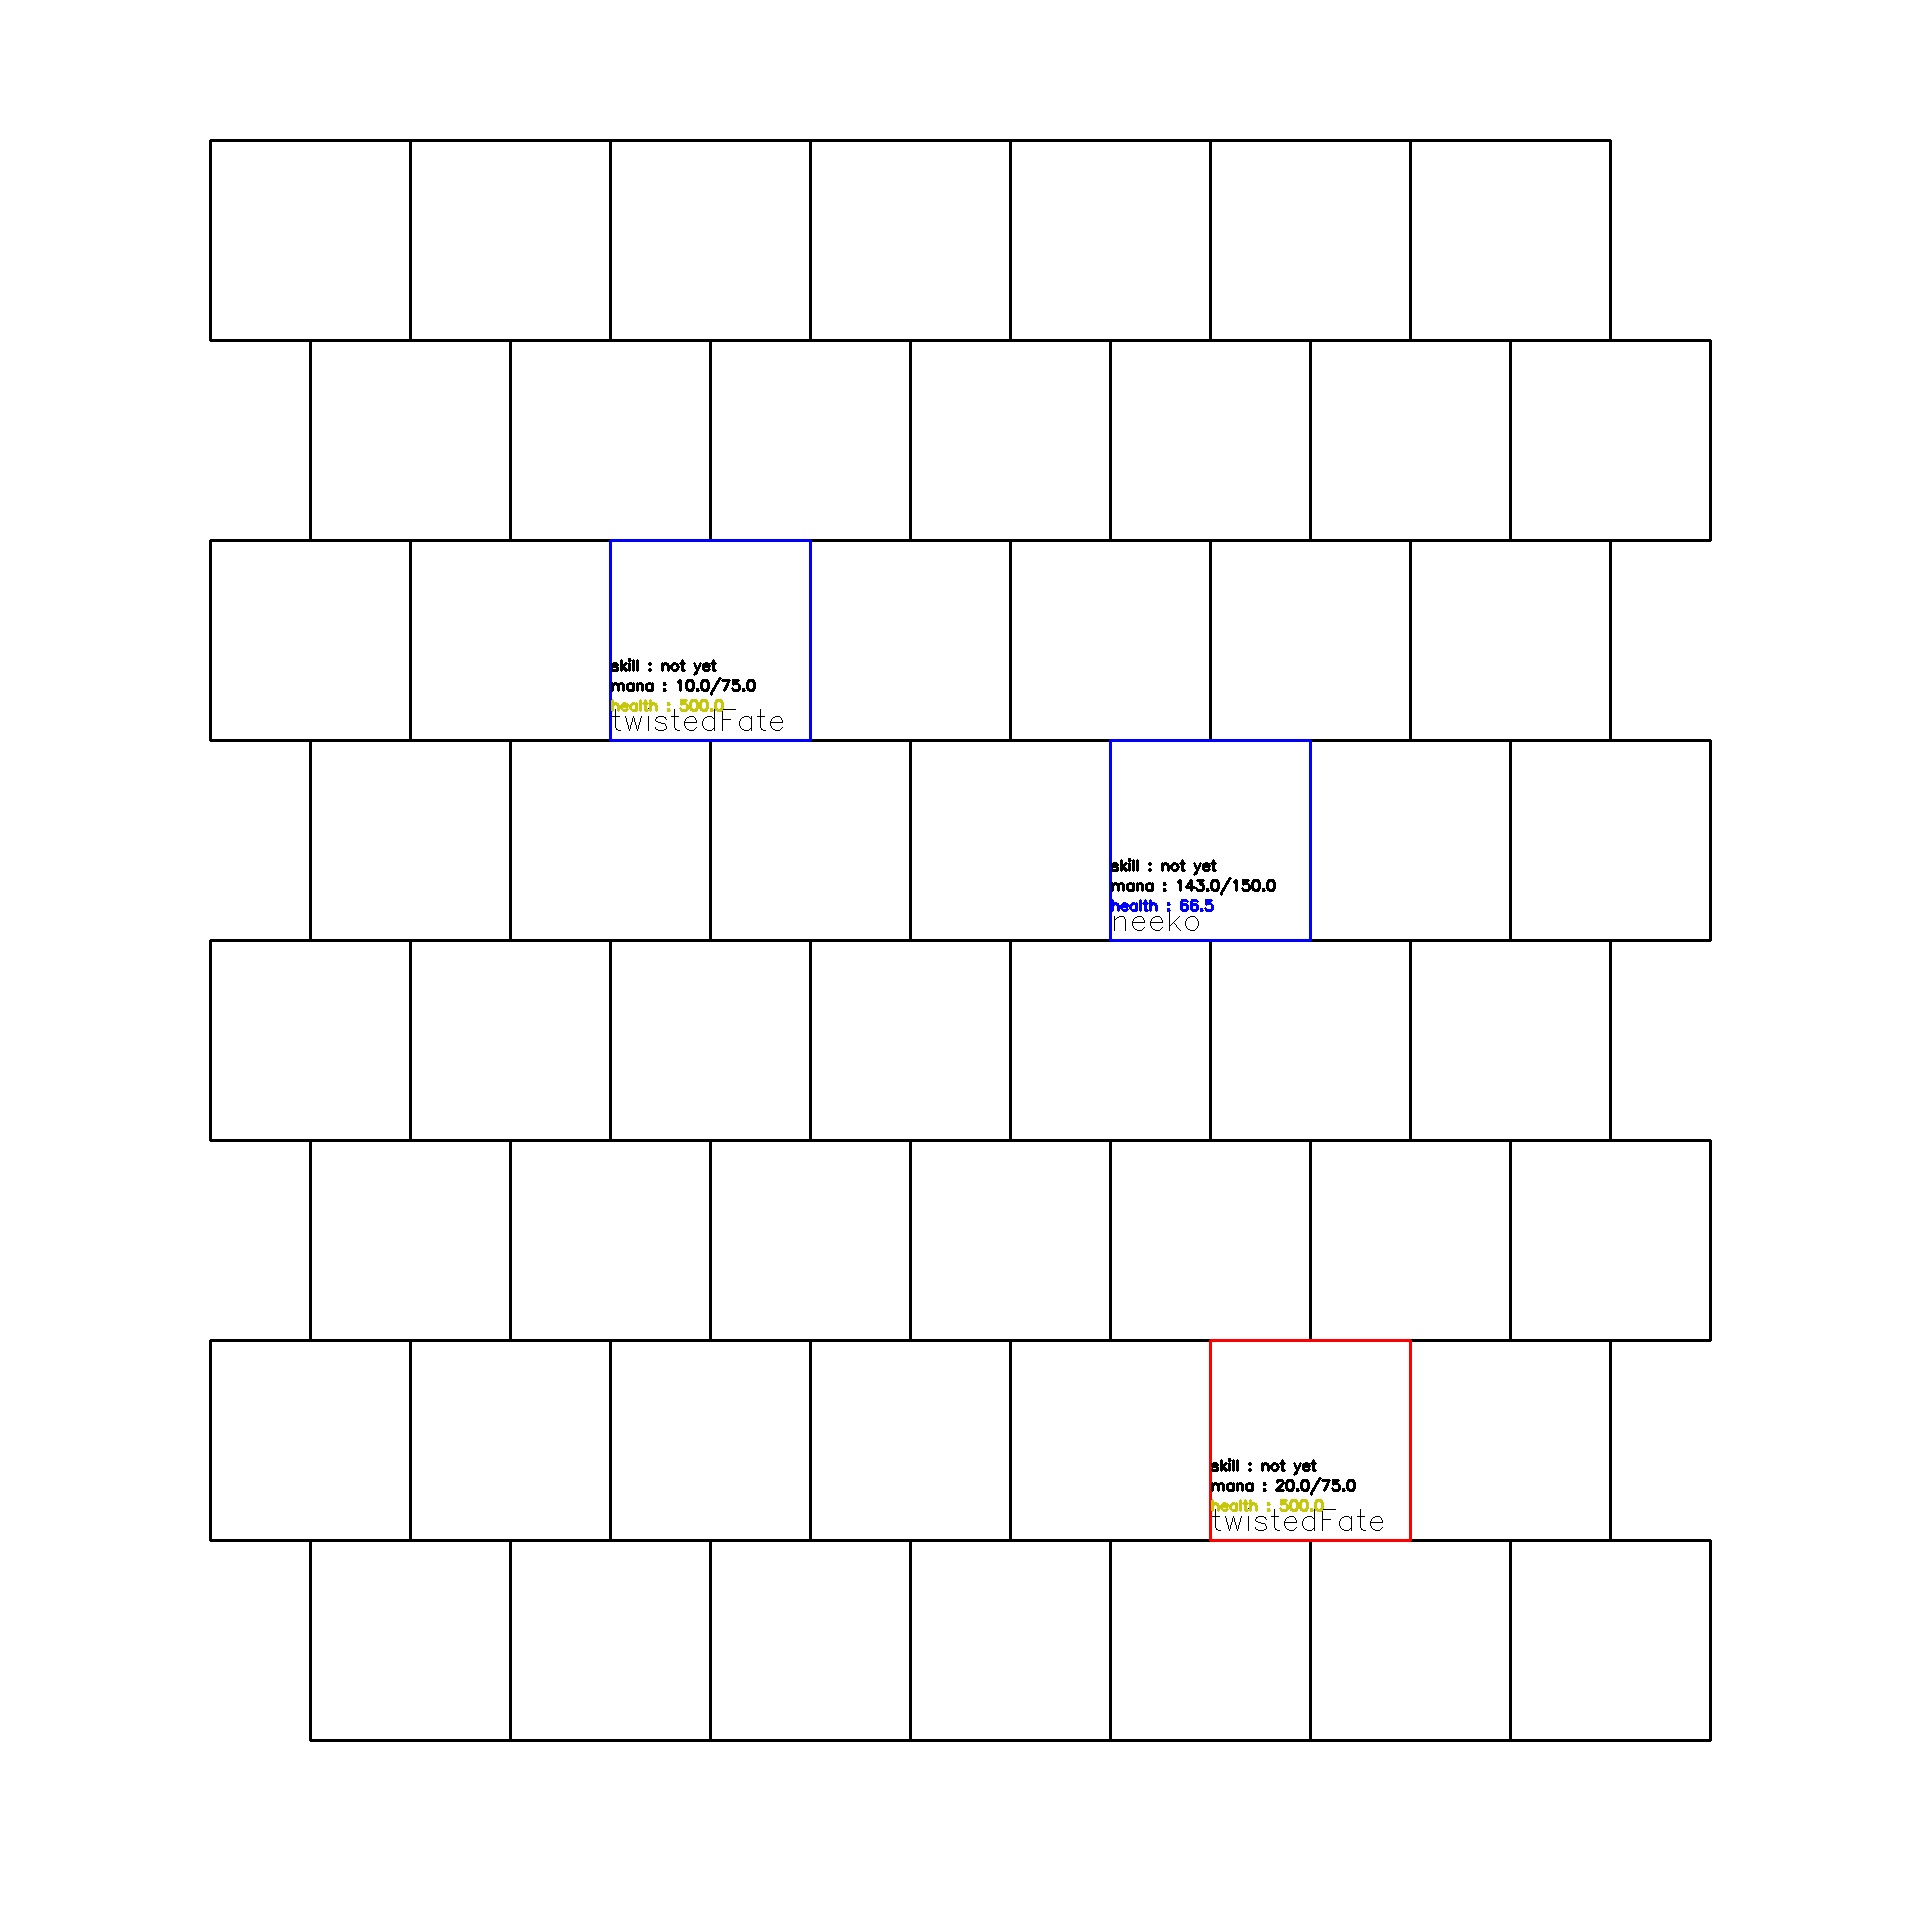 skill : not yet
mana : 10.0/75.0
health : 500.0
twistedFate
skill : not yet
mana : 143.0/150.0
health : 66.5
neeko
skill : not yet
mana : 20.0/75.0
health : 500.0
twistedFate